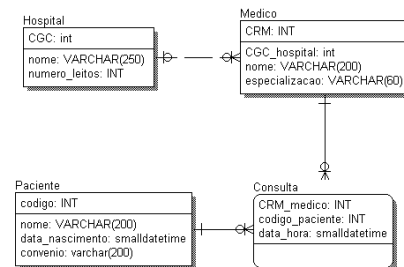 Hospital
CGC: int
nome: VARCHAR(250)
numero_leitos: INT
Medico
CRM: INT
CGC_hospital: int
nome: VARCHAR(200)
especializacao: VARCHAR(60)
Paciente
codigo: INT
nome: VARCHAR(200)
data_nascimento: smalldatetime
convenio: varchar(200)
Consulta
CRM_medico: INT
codigo_paciente: INT
data_hora: smalldatetime